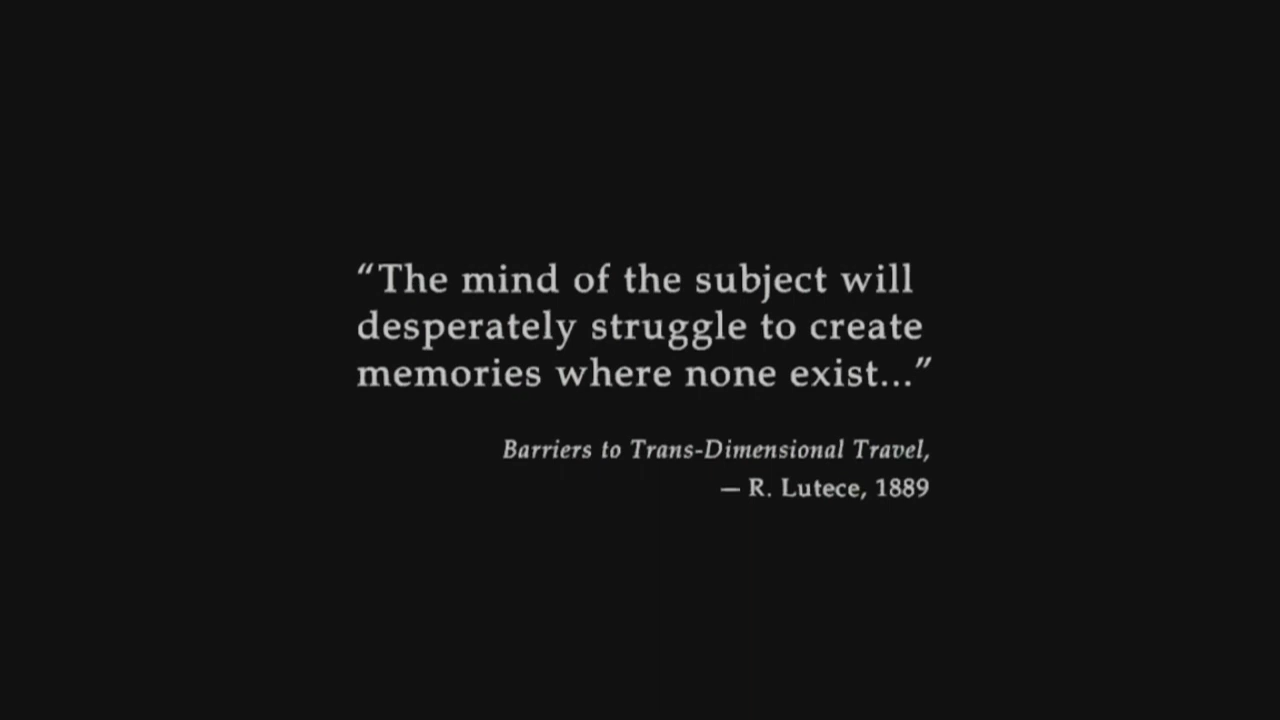 “The mind of the subject will
desperately struggle to create
memories where none exist...”
Barriers to Trans-Dimensional Travel,
— R. Lutece, 1889